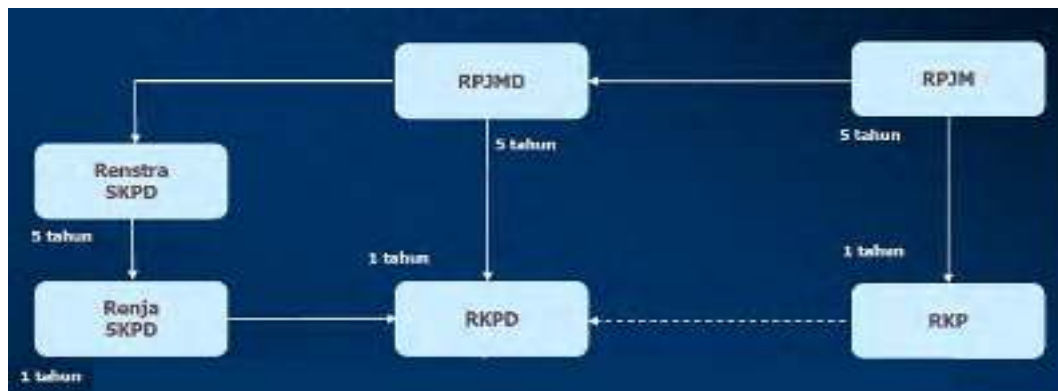 RPJMD
RPJM
5 tahun
5 tahun
Renstra
SKPD
5 tahun
1 tahun
1 tahun
Renja
SKPD
RKPD
RKP
1 tahun